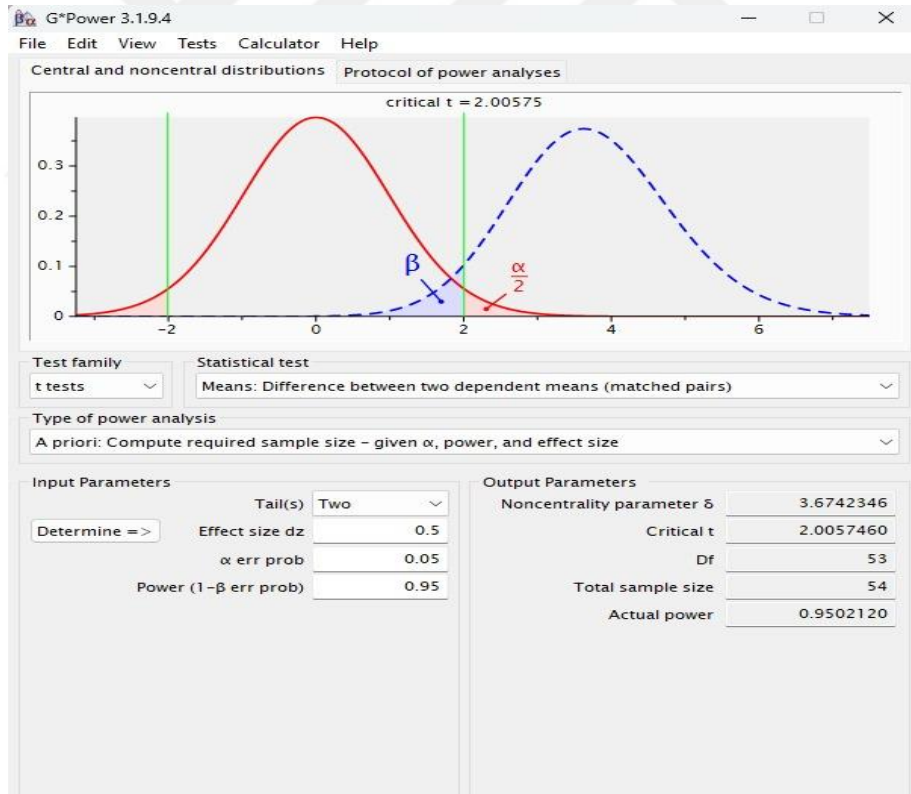 βα G*Power 3.1.9.4
File Edit View Tests Calculator Help
Central and noncentral distributions Protocol of power analyses
critical t = 2.00575
0.3
0.2
0.1
0
β
α
2
-2 0 2 4 6
Test family Statistical test
t tests Means: Difference between two dependent means (matched pairs)
Type of power analysis
A priori: Compute required sample size – given α, power, and effect size
Input Parameters Output Parameters
Tail(s) Two Noncentrality parameter δ 3.6742346
Determine => Effect size dz 0.5 Critical t 2.0057460
α err prob 0.05 Df 53
Power (1-β err prob) 0.95 Total sample size 54
Actual power 0.9502120